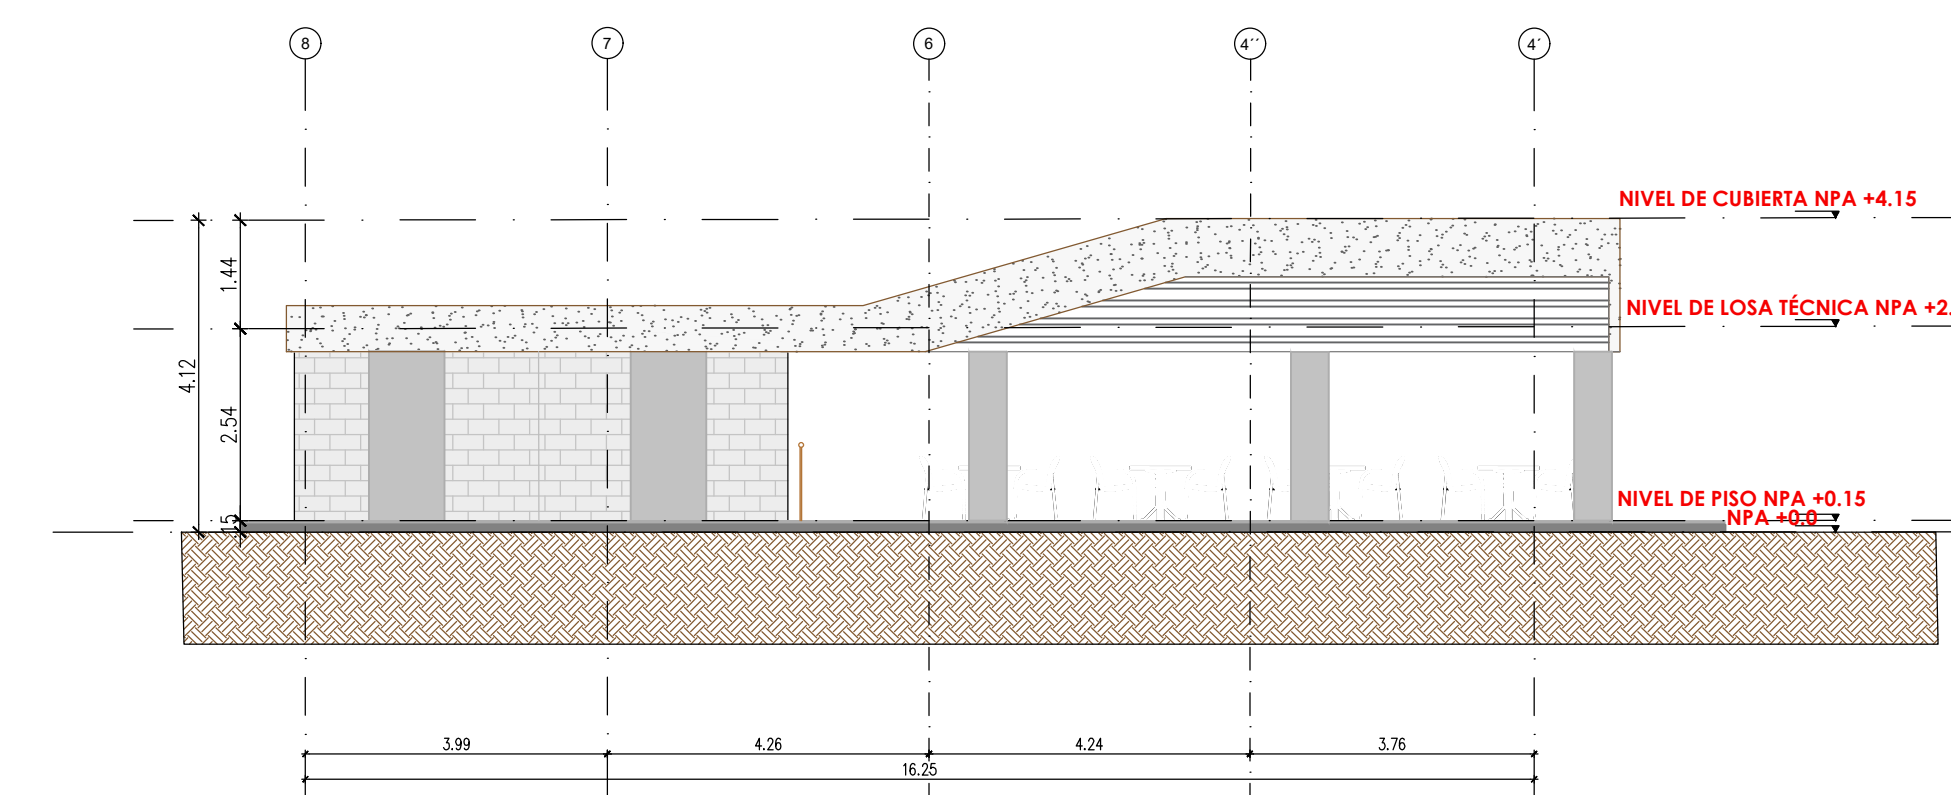 8 7 6 4´´ 4´
NIVEL DE CUBIERTA NPA +4.15
1.44
NIVEL DE LOSA TÉCNICA NPA +2.
4.12
2.54
NIVEL DE PISO NPA +0.15
.15
NPA +0.0
3.99 4.26 4.24 3.76
16.25